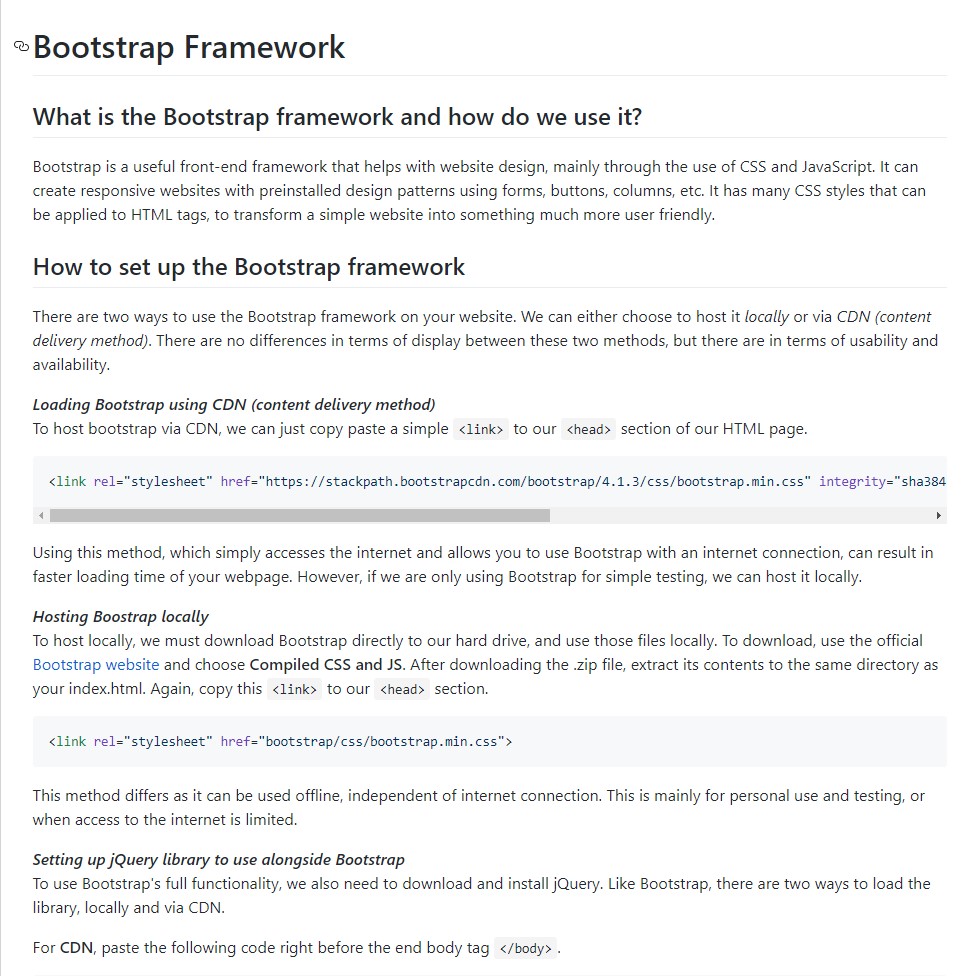 Bootstrap Framework
What is the Bootstrap framework and how do we use it?
Bootstrap is a useful front-end framework that helps with website design, mainly through the use of CSS and JavaScript. It can
create responsive websites with preinstalled design patterns using forms, buttons, columns, etc. It has many CSS styles that can
be applied to HTML tags, to transform a simple website into something much more user friendly.
How to set up the Bootstrap framework
There are two ways to use the Bootstrap framework on your website. We can either choose to host it locally or via CDN (content
delivery method). There are no differences in terms of display between these two methods, but there are in terms of usability and
availability.
Loading Bootstrap using CDN (content delivery method)
To host bootstrap via CDN, we can just copy paste a simple <link> to our <head> section of our HTML page.
<link rel="stylesheet" href="https://stackpath.bootstrapcdn.com/bootstrap/4.1.3/css/bootstrap.min.css" integrity="sha384
Using this method, which simply accesses the internet and allows you to use Bootstrap with an internet connection, can result in
faster loading time of your webpage. However, if we are only using Bootstrap for simple testing, we can host it locally.
Hosting Boostrap locally
To host locally, we must download Bootstrap directly to our hard drive, and use those files locally. To download, use the official
Bootstrap website and choose Compiled CSS and JS. After downloading the .zip file, extract its contents to the same directory as
your index.html. Again, copy this <link> to our <head> section.
<link rel="stylesheet" href="bootstrap/css/bootstrap.min.css">
This method differs as it can be used offline, independent of internet connection. This is mainly for personal use and testing, or
when access to the internet is limited.
Setting up jQuery library to use alongside Bootstrap
To use Bootstrap's full functionality, we also need to download and install jQuery. Like Bootstrap, there are two ways to load the
library, locally and via CDN.
For CDN, paste the following code right before the end body tag </body>.